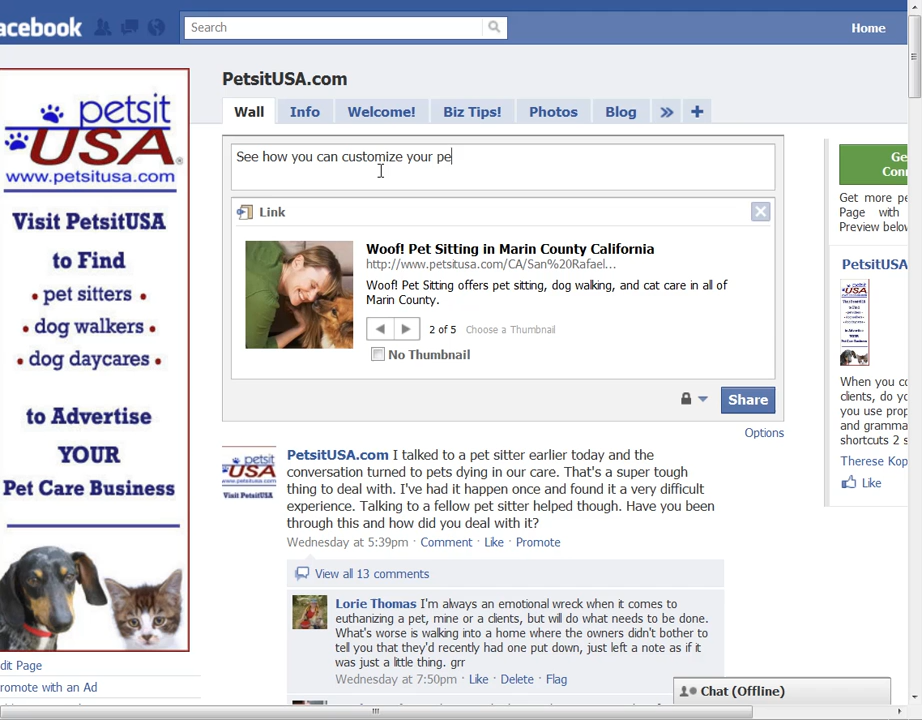 acebook
Search
Home
petsit
USA®
www.petsitusa.com
Visit PetsitUSA
to Find
• pet sitters •
• dog walkers •
• dog daycares •
to Advertise
YOUR
Pet Care Business
dit Page
romote with an Ad
PetsitUSA.com
Wall Info Welcome! Biz Tips! Photos Blog » +
See how you can customize your pe
Link
Woof! Pet Sitting in Marin County California
http://www.petsitusa.com/CA/San%20Rafael...
Woof! Pet Sitting offers pet sitting, dog walking, and cat care in all of
Marin County.
2 of 5 Choose a Thumbnail
No Thumbnail
Share
Options
petsit
USA
Visit PetsitUSA
PetsitUSA.com I talked to a pet sitter earlier today and the
conversation turned to pets dying in our care. That's a super tough
thing to deal with. I've had it happen once and found it a very difficult
experience. Talking to a fellow pet sitter helped though. Have you been
through this and how did you deal with it?
Wednesday at 5:39pm · Comment · Like · Promote
View all 13 comments
Lorie Thomas I'm always an emotional wreck when it comes to
euthanizing a pet, mine or a clients, but will do what needs to be done.
What's worse is walking into a home where the owners didn't bother to
tell you that they'd recently had one put down, just left a note as if it
was just a little thing. grr
Wednesday at 7:50pm · Like · Delete · Flag
Ge
Conn
Get more pe
Page with
Preview belov
PetsitUSA
USA
When you co
clients, do yo
you use prop
and gramma
shortcuts 2 s
Therese Kop
Like
Chat (Offline)